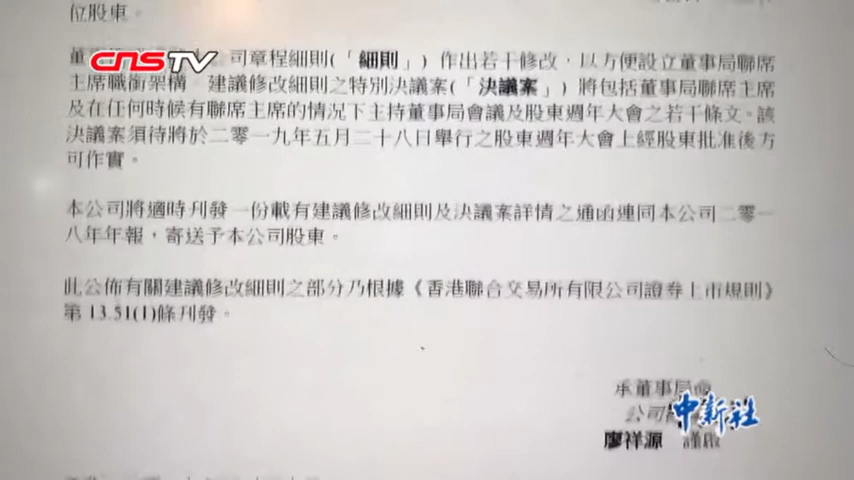 位股東。
CNSTV
司章程細則(「細則」)作出若干修改，以方便設立董事局聯席
主席職銜架構。建議修改細則之特別決議案(「決議案」)將包括董事局聯席主席
及在任何時候有聯席主席的情況下主持董事局會議及股東週年大會之若干條文。該
決議案須待將於二零一九年五月二十八日舉行之股東週年大會上經股東批准後方
可作實。
本公司將適時刊發一份載有建議修改細則及決議案詳情之通函連同本公司二零一
八年年報，寄送予本公司股東。
此公佈有關建議修改細則之部分乃根據《香港聯合交易所有限公司證券上市規則》
第 13.51(1)條刊發。
承董事局命
公司
中新社
廖祥源 謹啟